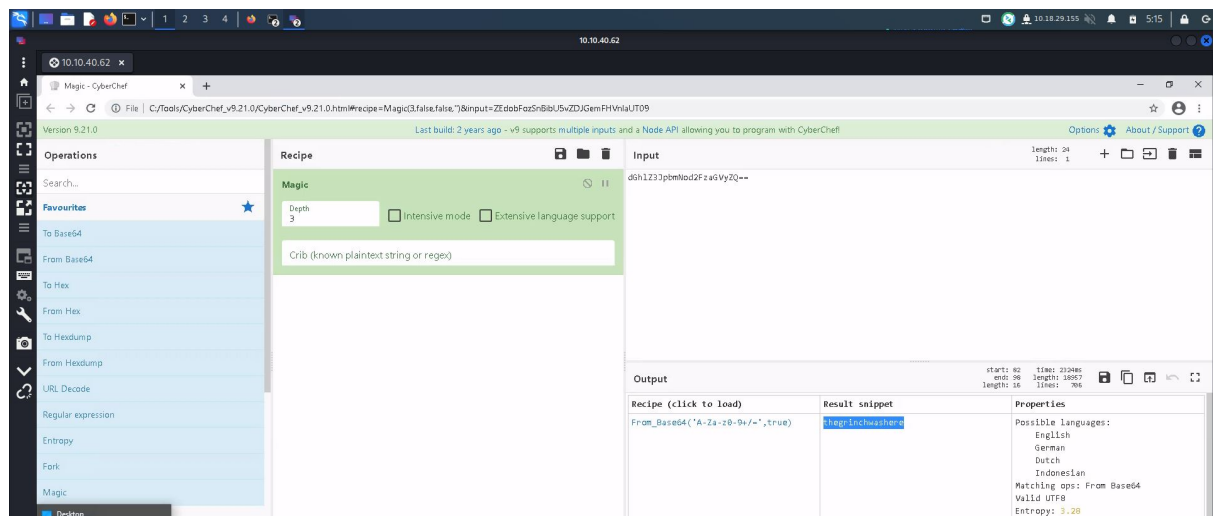 1 2 3 4
10.18.29.155
5:15
10.10.40.62
10.10.40.62 ×
Magic - CyberChef × +
File | C:/Tools/CyberChef_v9.21.0/CyberChef_v9.21.0.html#recipe=Magic(3,false,false,'')&input=
Version 9.21.0
Last build: 2 years ago - v9 supports multiple inputs and a Node API allowing you to program with CyberChef!
Options
About / Support
Operations
Search...
Favourites
To Base64
From Base64
To Hex
From Hex
To Hexdump
From Hexdump
URL Decode
Regular expression
Entropy
Fork
Magic
Desktop
Recipe
Magic
Depth
3
Intensive mode
Extensive language support
Crib (known plaintext string or regex)
Input
length: 24
lines: 1
dGhlZ3JpbmNod2FzaGVyZQ==
Output
start: 82
end: 98
length: 16
time: 2324ms
length: 18957
lines: 706
Recipe (click to load)
Result snippet
Properties
From_Base64('A-Za-z0-9+/=',true)
thegrinchwashere
Possible languages:
English
German
Dutch
Indonesian
Matching ops: From Base64
Valid UTF8
Entropy: 3.28